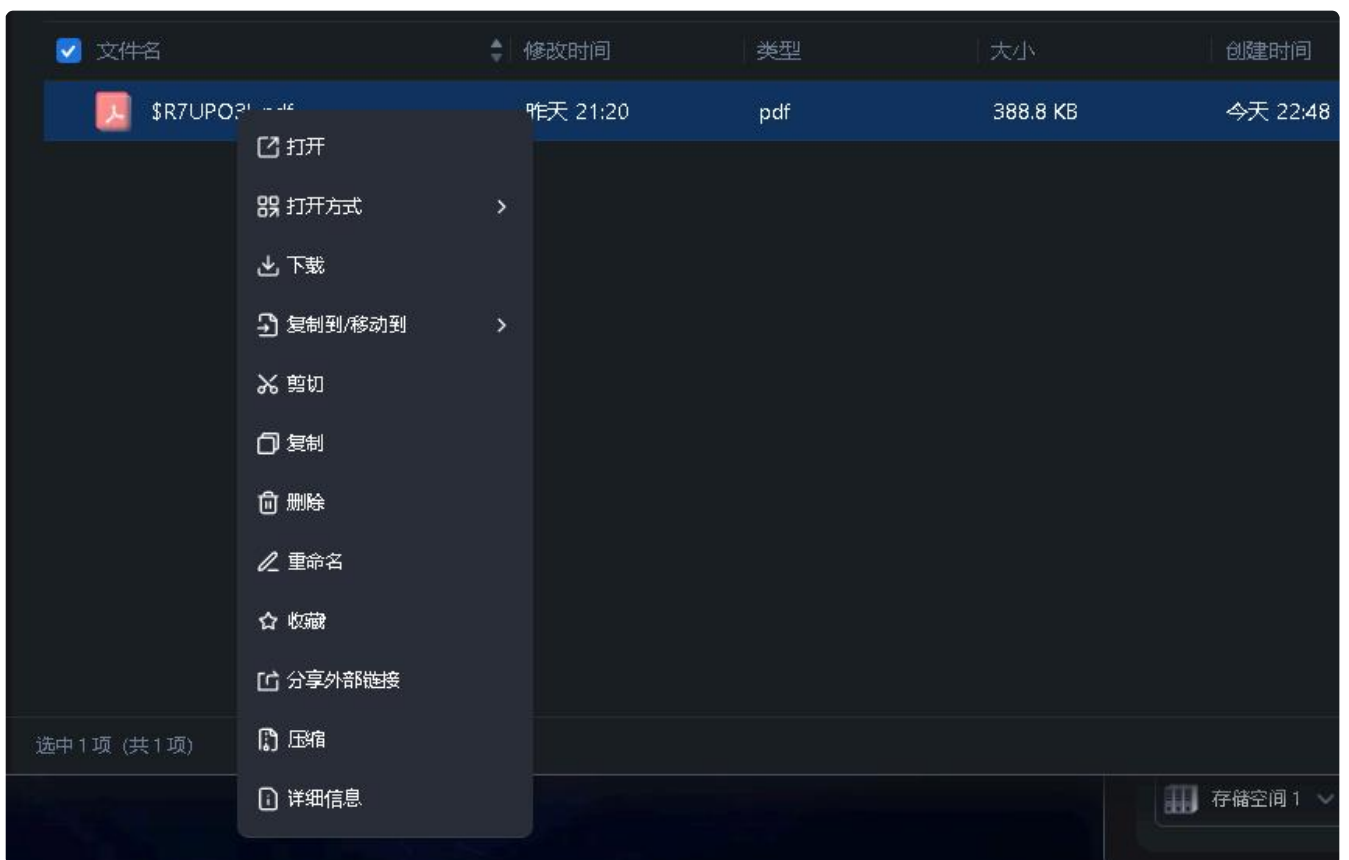 文件名 修改时间 类型 大小 创建时间
$R7UPO3 昨天 21:20 pdf 388.8 KB 今天 22:48
打开
打开方式
下载
复制到/移动到
剪切
复制
删除
重命名
收藏
分享外部链接
选中 1 项 (共 1 项)
压缩
详细信息
存储空间 1